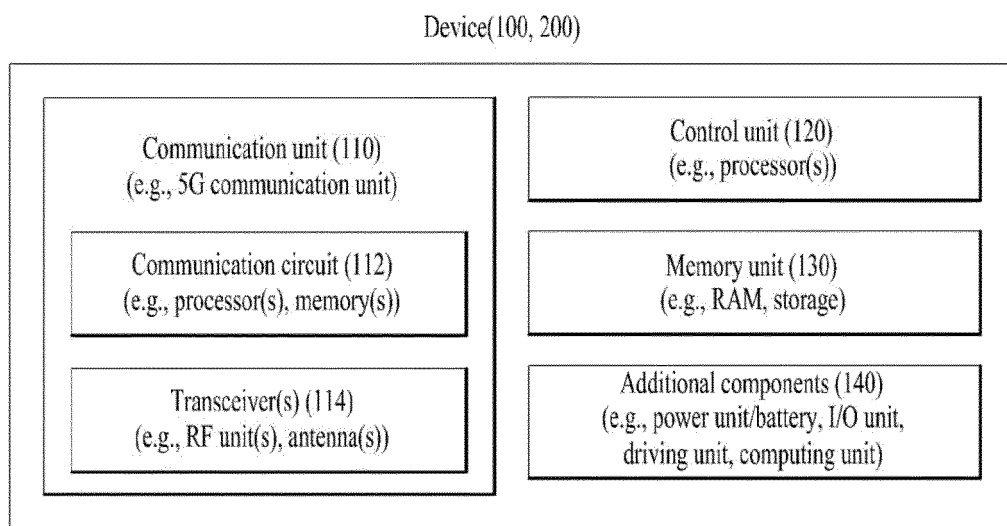 Device(100, 200)
Communication unit (110)
(e.g., 5G communication unit)
Communication circuit (112)
(e.g., processor(s), memory(s))
Transceiver(s) (114)
(e.g., RF unit(s), antenna(s))
Control unit (120)
(e.g., processor(s))
Memory unit (130)
(e.g., RAM, storage)
Additional components (140)
(e.g., power unit/battery, I/O unit,
driving unit, computing unit)